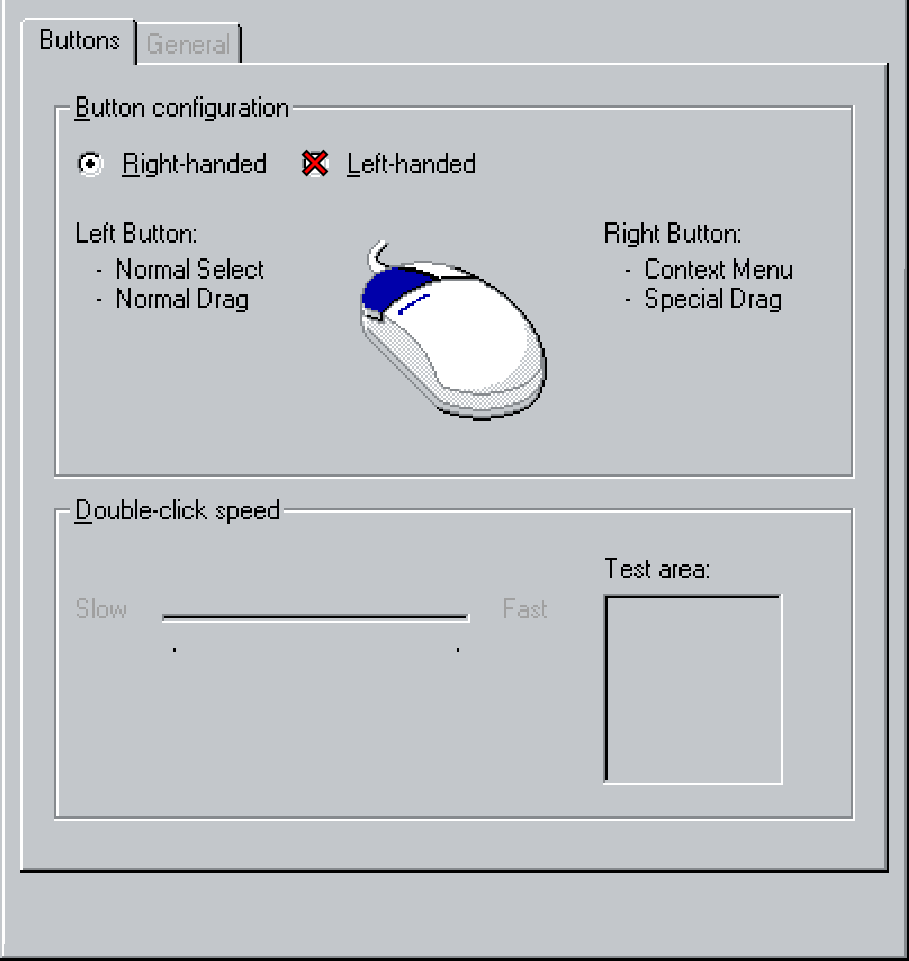 Buttons General
Button configuration
Right-handed Left-handed
Left Button: Right Button:
- Normal Select - Context Menu
- Normal Drag - Special Drag
Double-click speed
Test area:
Slow Fast